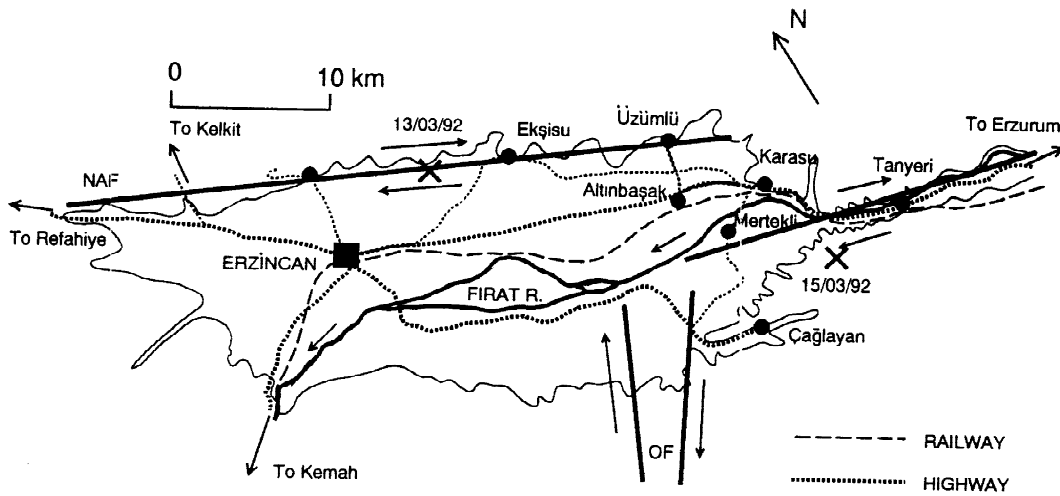 N
0
10 km
To Kelkit
13/03/92
Ekşisu
Üzümlü
To Erzurum
Karasu
Tanyeri
NAF
Altınbaşak
Mertekli
To Refahiye
ERZİNCAN
FIRAT R.
15/03/92
Çağlayan
OF
To Kemah
RAILWAY
HIGHWAY